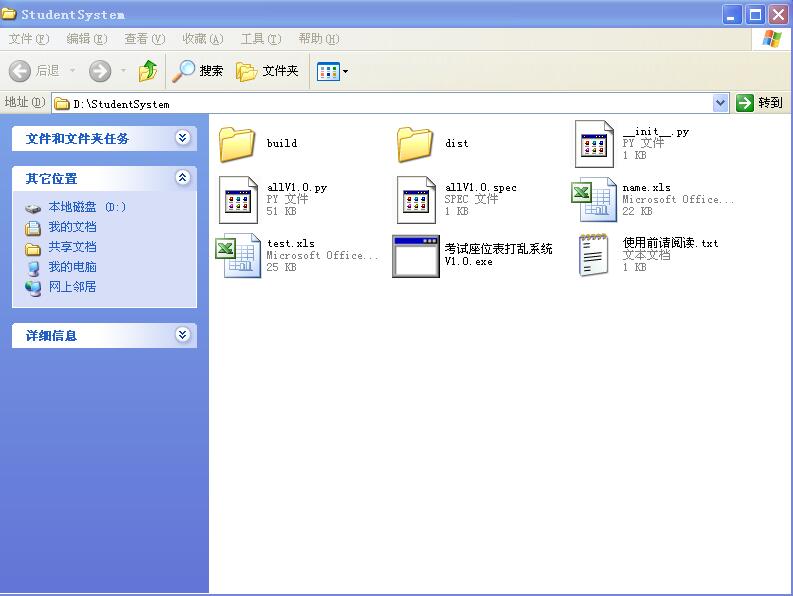 StudentSystem
文件(F) 编辑(E) 查看(V) 收藏(A) 工具(T) 帮助(H)
后退 搜索 文件夹
地址(D) D:\StudentSystem 转到
文件和文件夹任务
其它位置
本地磁盘 (D:)
我的文档
共享文档
我的电脑
网上邻居
详细信息
build
dist
__init__.py
PY 文件
1 KB
allV1.0.py
PY 文件
51 KB
allV1.0.spec
SPEC 文件
1 KB
name.xls
Microsoft Office...
22 KB
test.xls
Microsoft Office...
25 KB
考试座位表打乱系统
V1.0.exe
使用前请阅读.txt
文本文档
1 KB